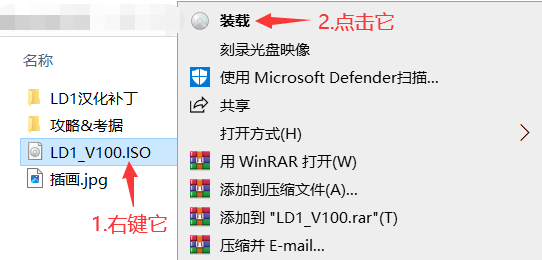 名称
LD1汉化补丁
攻略&考据
LD1_V100.ISO
插画.jpg
1.右键它
装载
2.点击它
刻录光盘映像
使用 Microsoft Defender扫描...
共享
打开方式(H)
用 WinRAR 打开(W)
添加到压缩文件(A)...
添加到 "LD1_V100.rar"(T)
压缩并 E-mail...